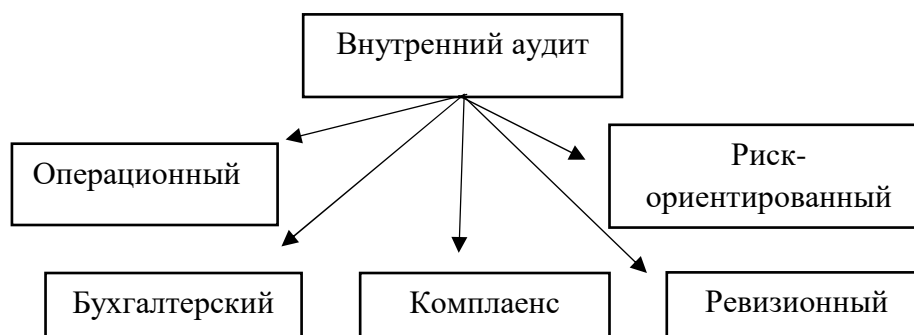 Внутренний аудит
Операционный
Риск-
ориентированный
Бухгалтерский
Комплаенс
Ревизионный